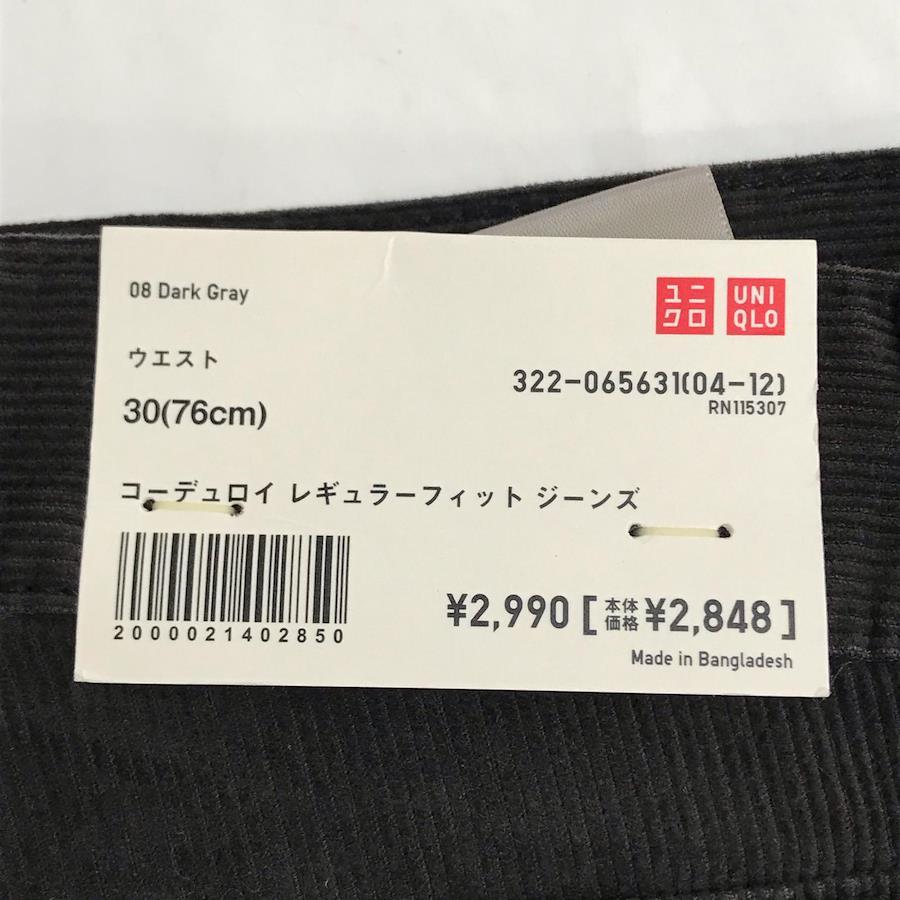 08 Dark Gray
ユニ
クロ
UNI
QLO
ウエスト
30(76cm)
322-065631(04-12)
RN115307
コーデュロイ レギュラーフィット ジーンズ
2000021402850
¥2,990 [本体価格 ¥2,848]
Made in Bangladesh